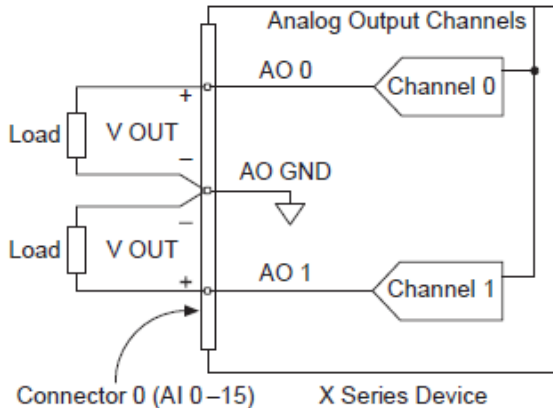 Analog Output Channels
AO 0
Channel 0
+
Load
V OUT
–
AO GND
–
Load
V OUT
+
AO 1
Channel 1
Connector 0 (AI 0–15)
X Series Device